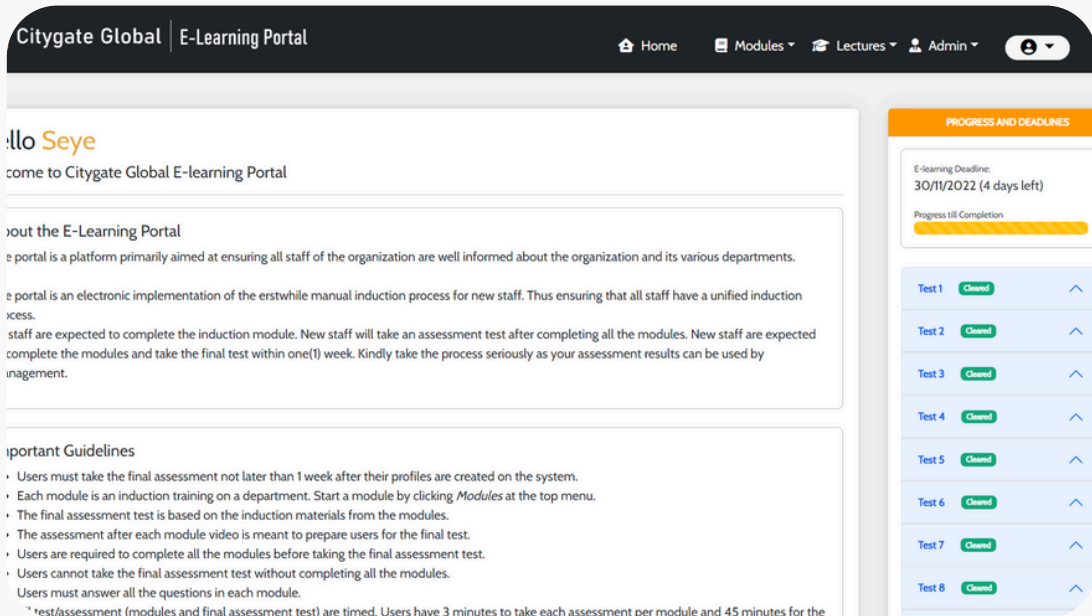 Citygate Global E-Learning Portal
Home Modules Lectures Admin
ello Seye
come to Citygate Global E-learning Portal
out the E-Learning Portal
e portal is a platform primarily aimed at ensuring all staff of the organization are well informed about the organization and its various departments.
e portal is an electronic implementation of the erstwhile manual induction process for new staff. Thus ensuring that all staff have a unified induction
ocess.
staff are expected to complete the induction module. New staff will take an assessment test after completing all the modules. New staff are expected
complete the modules and take the final test within one(1) week. Kindly take the process seriously as your assessment results can be used by
anagement.
portant Guidelines
• Users must take the final assessment not later than 1 week after their profiles are created on the system.
• Each module is an induction training on a department. Start a module by clicking Modules at the top menu.
• The final assessment test is based on the induction materials from the modules.
• The assessment after each module video is meant to prepare users for the final test.
• Users are required to complete all the modules before taking the final assessment test.
• Users cannot take the final assessment test without completing all the modules.
Users must answer all the questions in each module.
test/assessment (modules and final assessment test) are timed. Users have 3 minutes to take each assessment per module and 45 minutes for the
PROGRESS AND DEADLINES
E-learning Deadline:
30/11/2022 (4 days left)
Progress till Completion
Test 1 Cleared
Test 2 Cleared
Test 3 Cleared
Test 4 Cleared
Test 5 Cleared
Test 6 Cleared
Test 7 Cleared
Test 8 Cleared